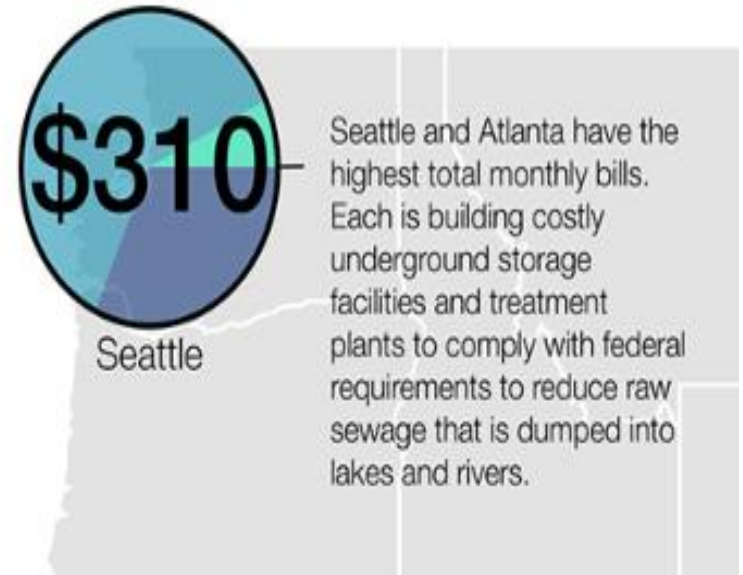 $310
Seattle
Seattle and Atlanta have the
highest total monthly bills.
Each is building costly
underground storage
facilities and treatment
plants to comply with federal
requirements to reduce raw
sewage that is dumped into
lakes and rivers.